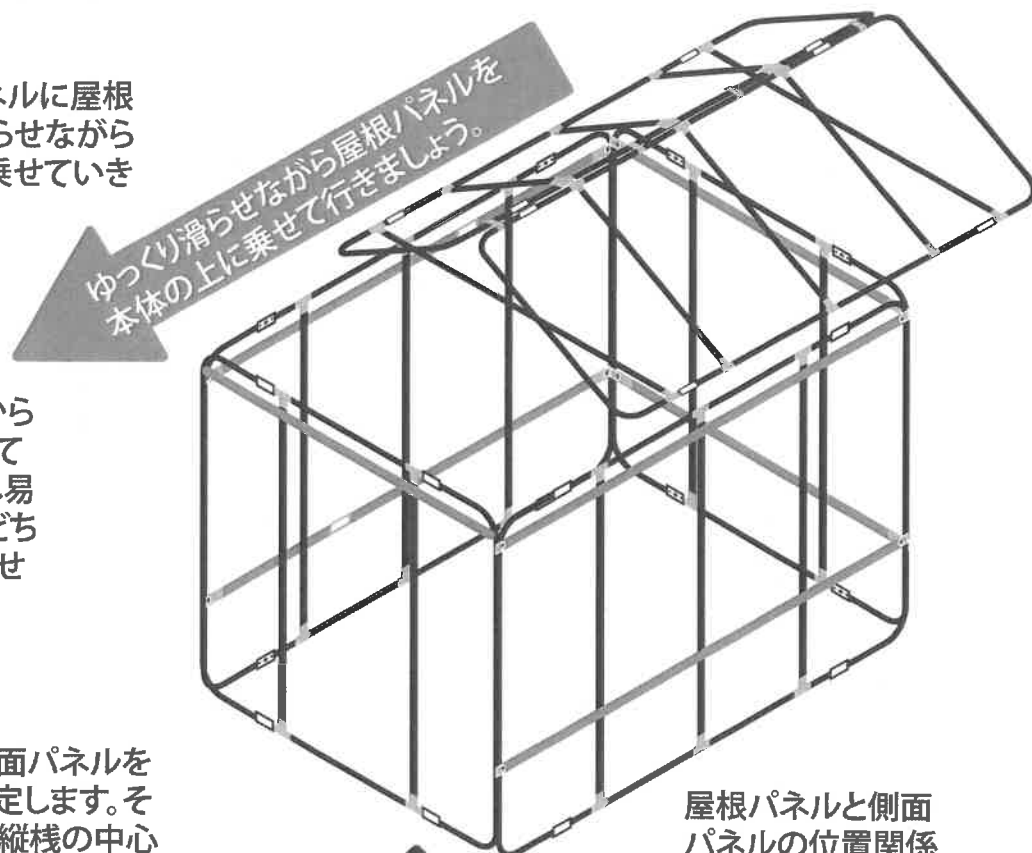 ネルに屋根
らせながら
乗せていき
ゆっくり滑らせながら屋根パネルを
本体の上に乗せて行きましょう。
から
て
易
どち
せ
面パネルを
定します。そ
縦桟の中心
屋根パネルと側面
パネルの位置関係